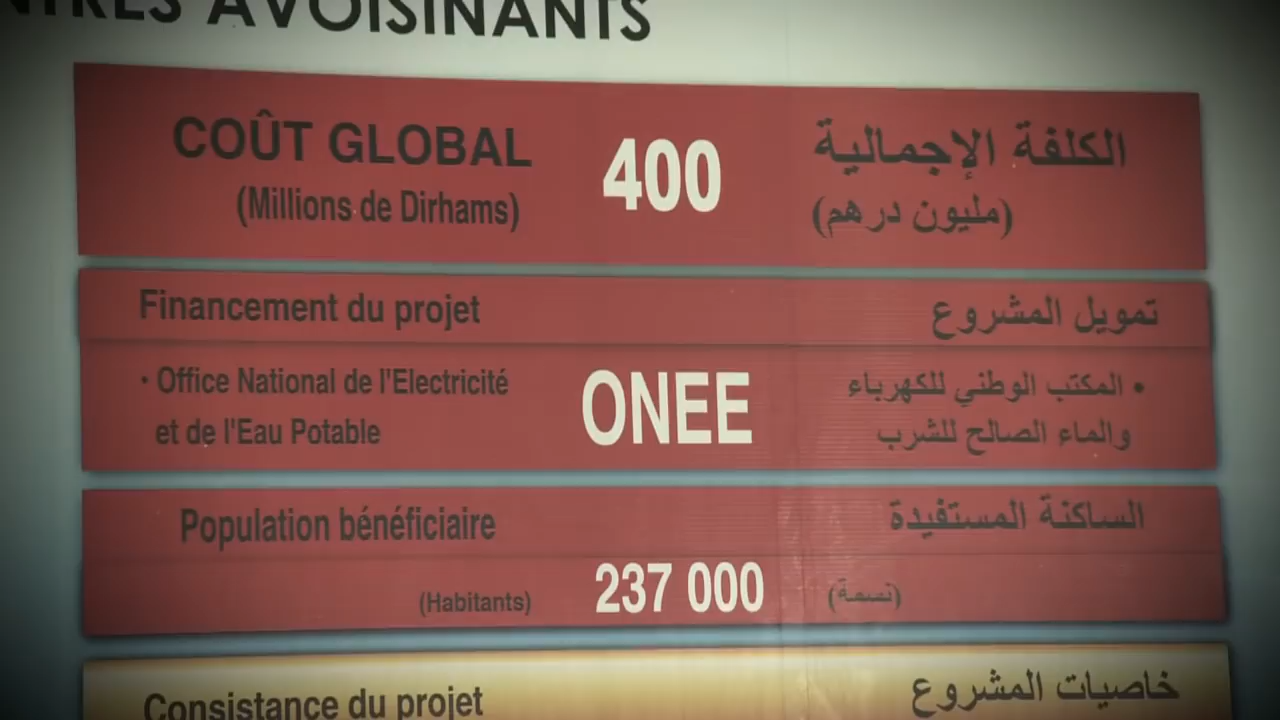 AVOISINANTS
COÛT GLOBAL 400 الكلفة الإجمالية
(Millions de Dirhams) (مليون درهم)
Financement du projet تمويل المشروع
• Office National de l'Electricité ONEE • المكتب الوطني للكهرباء
et de l'Eau Potable والماء الصالح للشرب
Population bénéficiaire الساكنة المستفيدة
(Habitants) 237 000 (نسمة)
Consistance du projet خاصيات المشروع